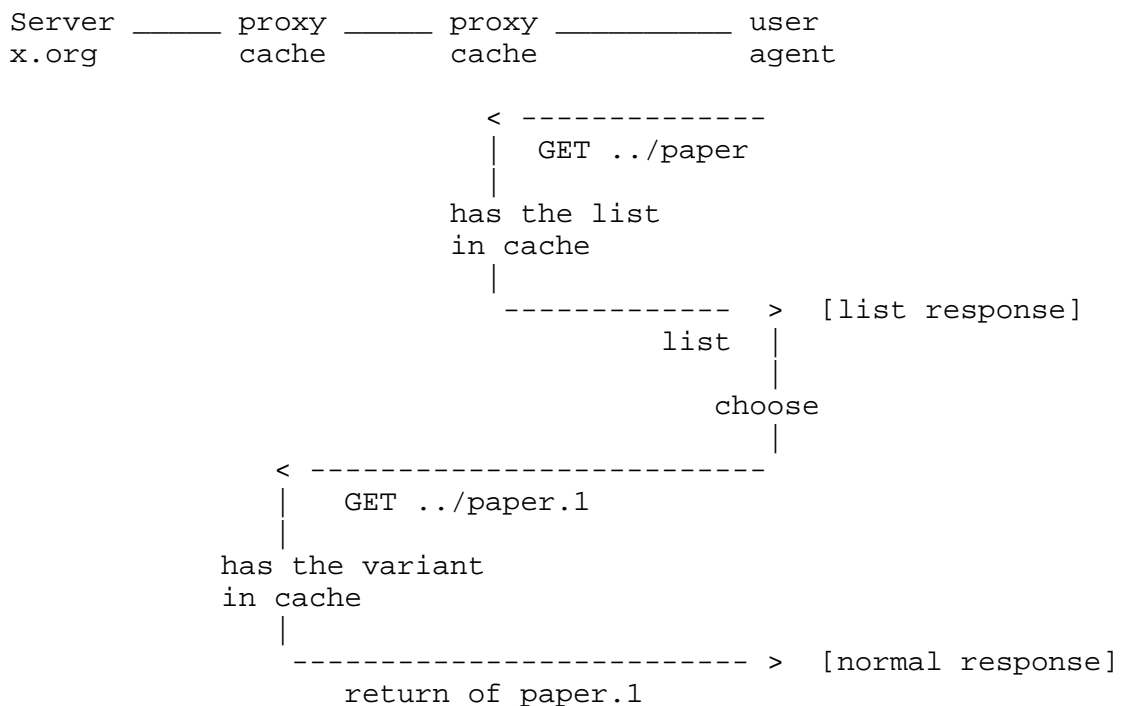 Server _____ proxy _____ proxy __________ user
x.org        cache       cache            agent
< --------------
| GET ../paper
|
has the list
in cache
|
------------- > [list response]
list |
|
choose
|
< --------------------------
| GET ../paper.1
|
has the variant
in cache
|
-------------------------- > [normal response]
return of paper.1